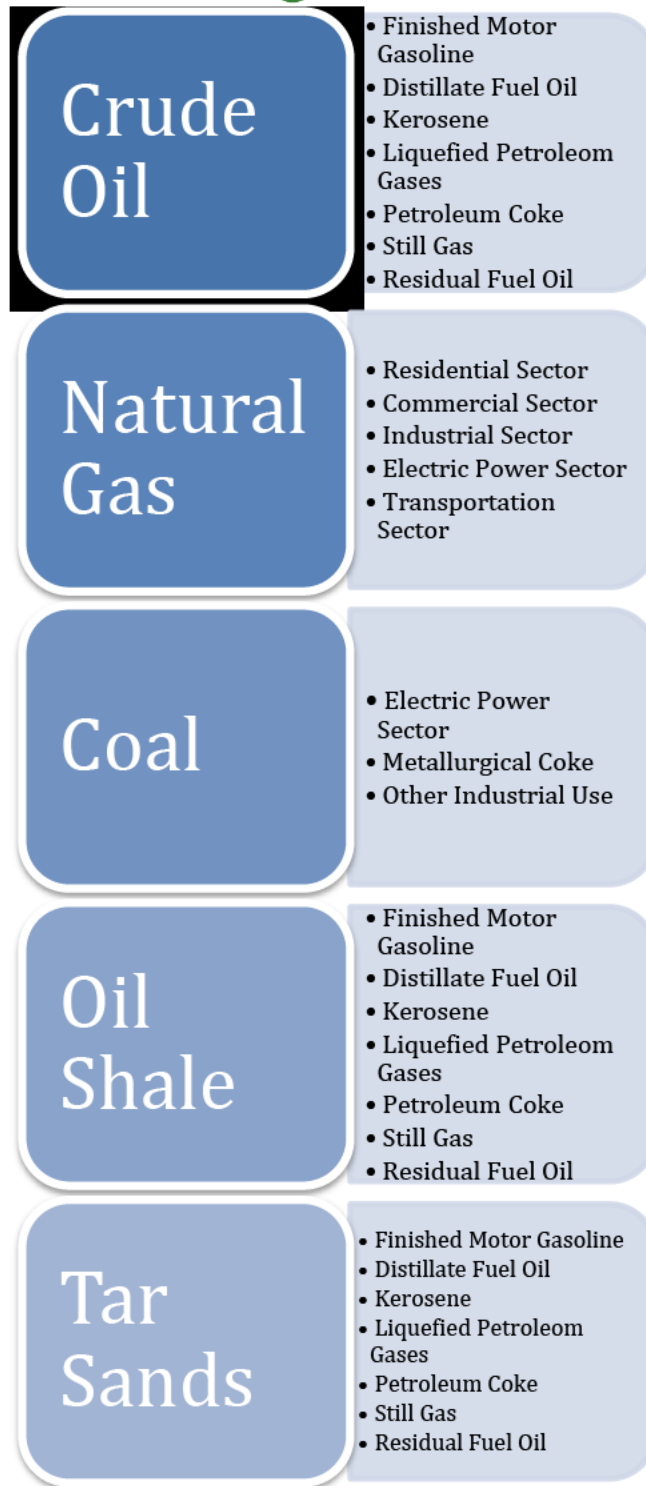 Crude
Oil
• Finished Motor
Gasoline
• Distillate Fuel Oil
• Kerosene
• Liquefied Petroleom
Gases
• Petroleum Coke
• Still Gas
• Residual Fuel Oil
Natural
Gas
• Residential Sector
• Commercial Sector
• Industrial Sector
• Electric Power Sector
• Transportation
Sector
Coal
• Electric Power
Sector
• Metallurgical Coke
• Other Industrial Use
Oil
Shale
• Finished Motor
Gasoline
• Distillate Fuel Oil
• Kerosene
• Liquefied Petroleom
Gases
• Petroleum Coke
• Still Gas
• Residual Fuel Oil
Tar
Sands
• Finished Motor Gasoline
• Distillate Fuel Oil
• Kerosene
• Liquefied Petroleom
Gases
• Petroleum Coke
• Still Gas
• Residual Fuel Oil